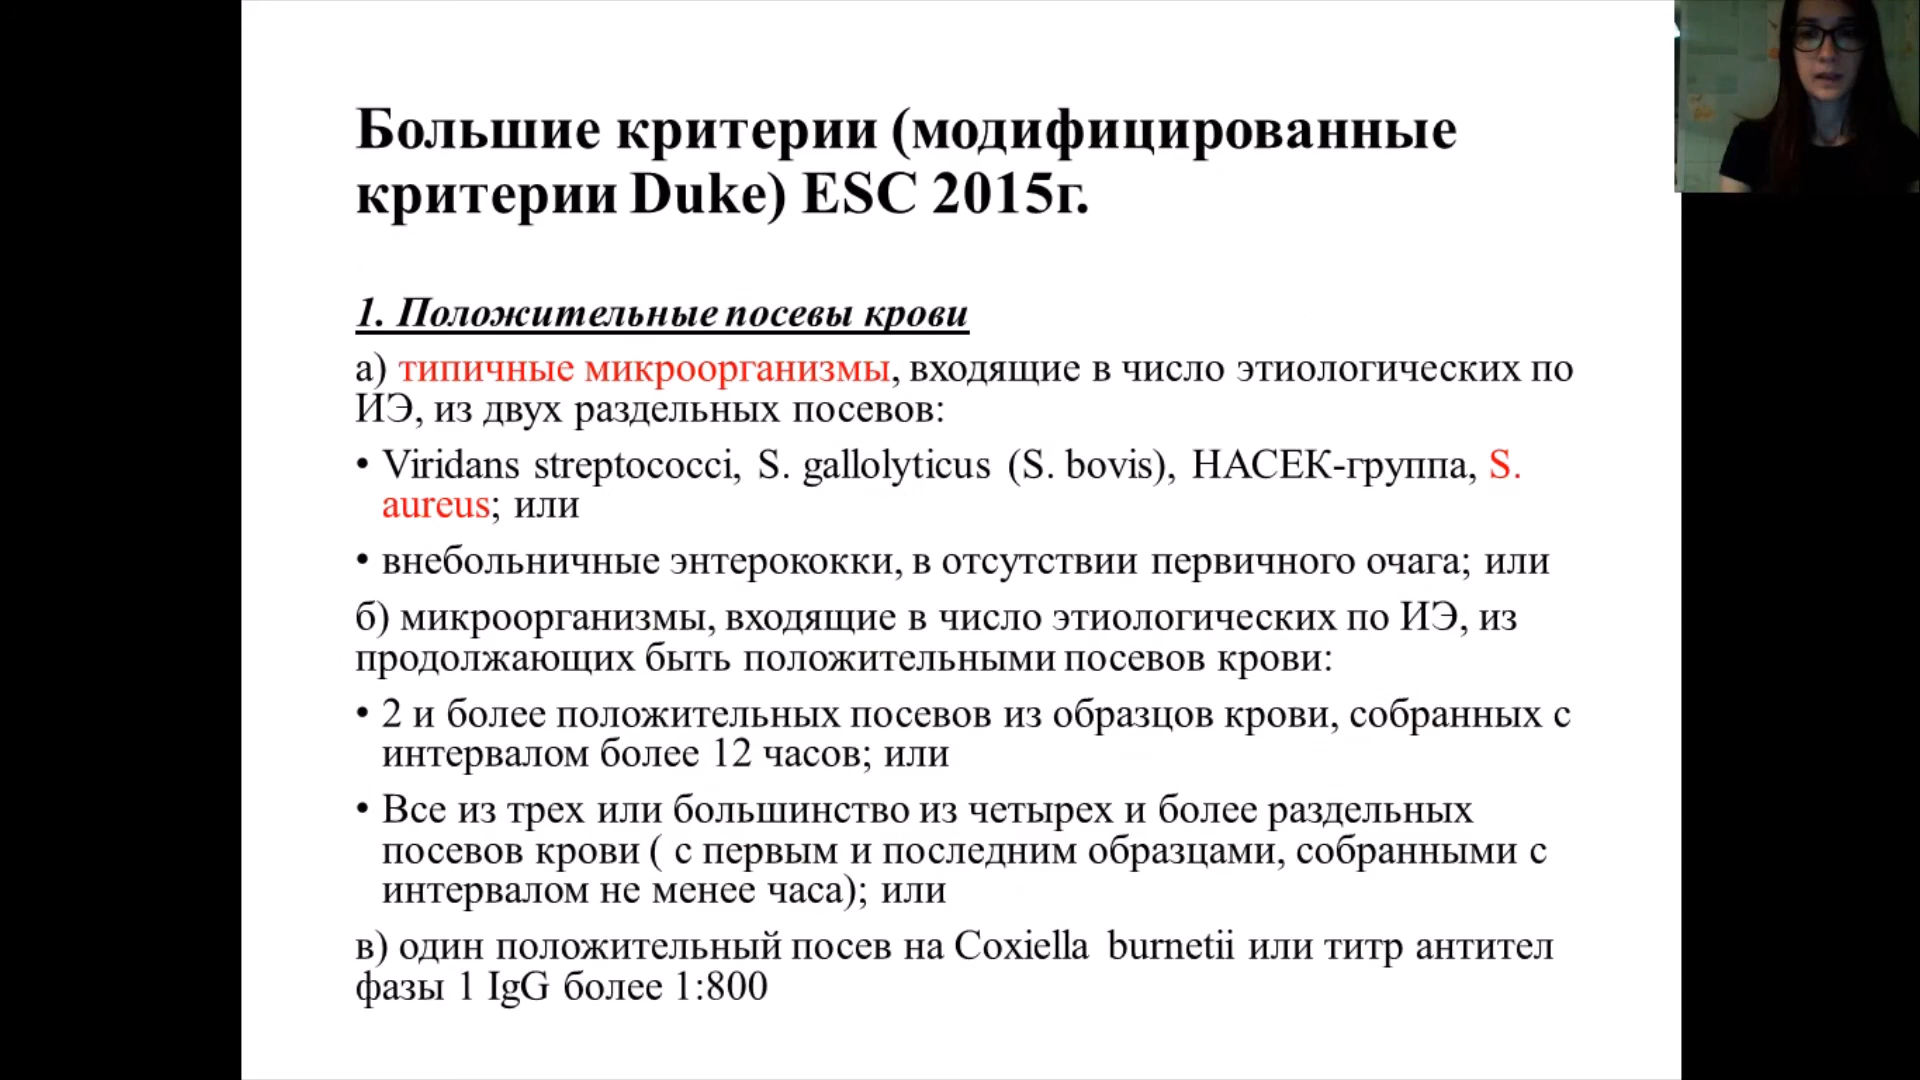 Большие критерии (модифицированные
критерии Duke) ESC 2015г.
1. Положительные посевы крови
а) типичные микроорганизмы, входящие в число этиологических по
ИЭ, из двух раздельных посевов:
• Viridans streptococci, S. gallolyticus (S. bovis), НАСЕК-группа, S.
aureus; или
• внебольничные энтерококки, в отсутствии первичного очага; или
б) микроорганизмы, входящие в число этиологических по ИЭ, из
продолжающих быть положительными посевов крови:
• 2 и более положительных посевов из образцов крови, собранных с
интервалом более 12 часов; или
• Все из трех или большинство из четырех и более раздельных
посевов крови ( с первым и последним образцами, собранными с
интервалом не менее часа); или
в) один положительный посев на Coxiella burnetii или титр антител
фазы 1 IgG более 1:800